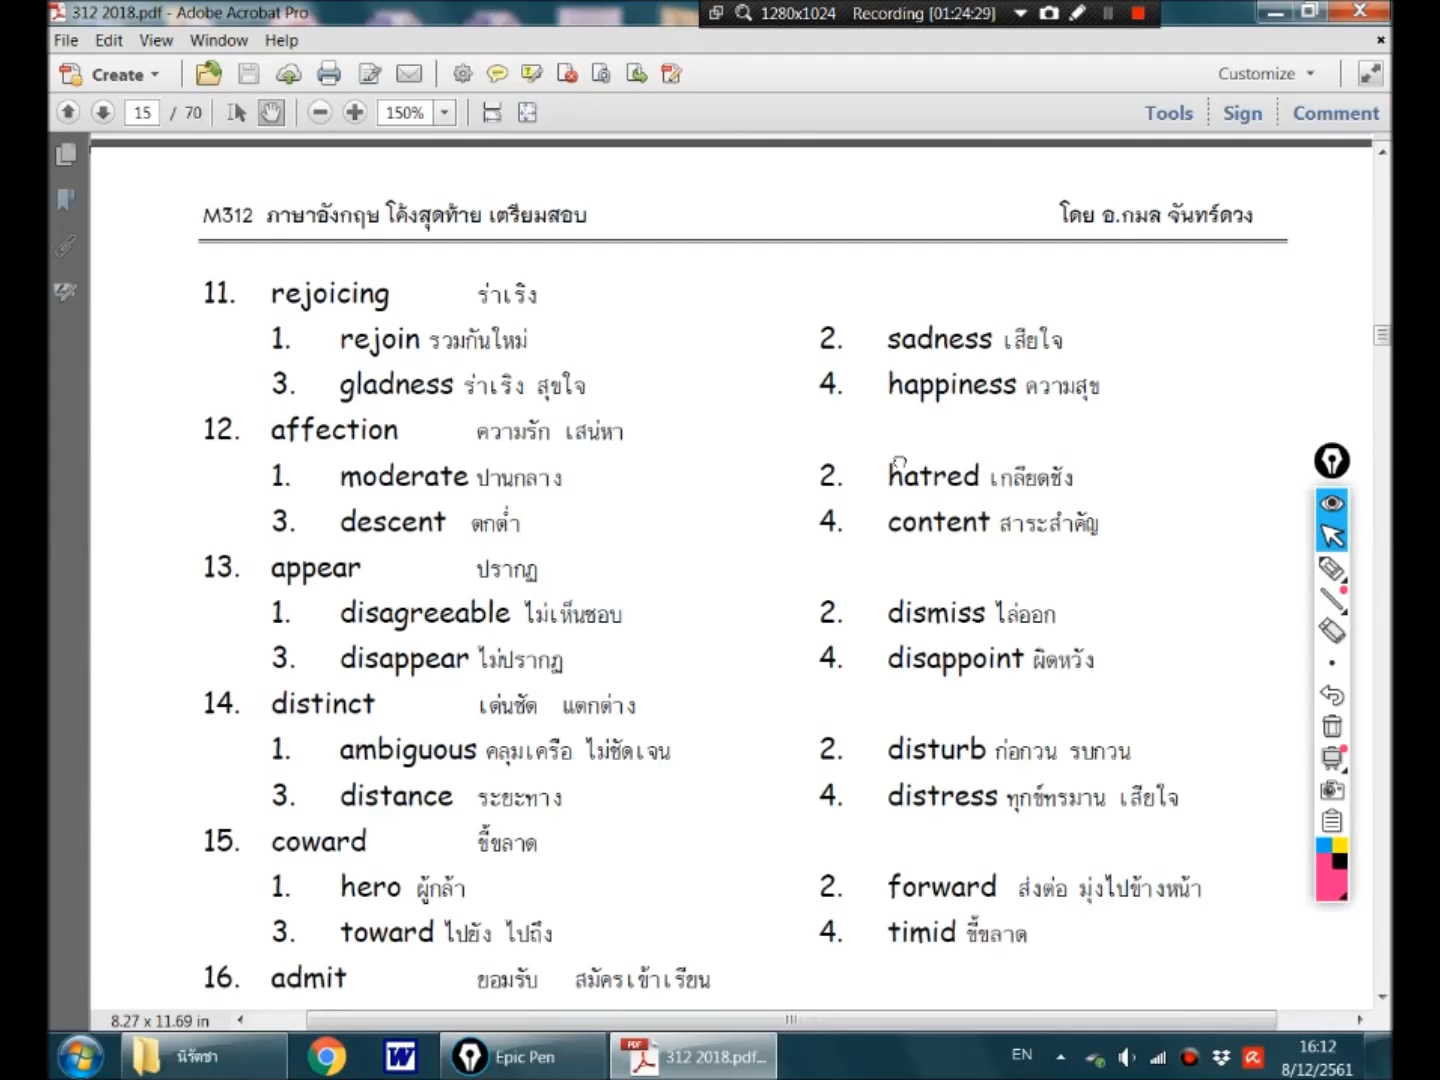 312 2018.pdf - Adobe Acrobat Pro
1280x1024 Recording [01:24:29]
File Edit View Window Help
Create Customize
15 / 70 150% Tools Sign Comment
M312 ภาษาอังกฤษ โค้งสุดท้าย เตรียมสอบ โดย อ.กมล จันทร์ดวง
11. rejoicing ร่าเริง
1. rejoin รวมกันใหม่ 2. sadness เสียใจ
3. gladness ร่าเริง สุขใจ 4. happiness ความสุข
12. affection ความรัก เสน่หา
1. moderate ปานกลาง 2. hatred เกลียดชัง
3. descent ตกต่ำ 4. content สาระสำคัญ
13. appear ปรากฏ
1. disagreeable ไม่เห็นชอบ 2. dismiss ไล่ออก
3. disappear ไม่ปรากฏ 4. disappoint ผิดหวัง
14. distinct เด่นชัด แตกต่าง
1. ambiguous คลุมเครือ ไม่ชัดเจน 2. disturb ก่อกวน รบกวน
3. distance ระยะทาง 4. distress ทุกข์ทรมาน เสียใจ
15. coward ขี้ขลาด
1. hero ผู้กล้า 2. forward ส่งต่อ มุ่งไปข้างหน้า
3. toward ไปยัง ไปถึง 4. timid ขี้ขลาด
16. admit ยอมรับ สมัครเข้าเรียน
8.27 x 11.69 in
นิรัตชา Epic Pen 312 2018.pdf... EN 16:12
8/12/2561